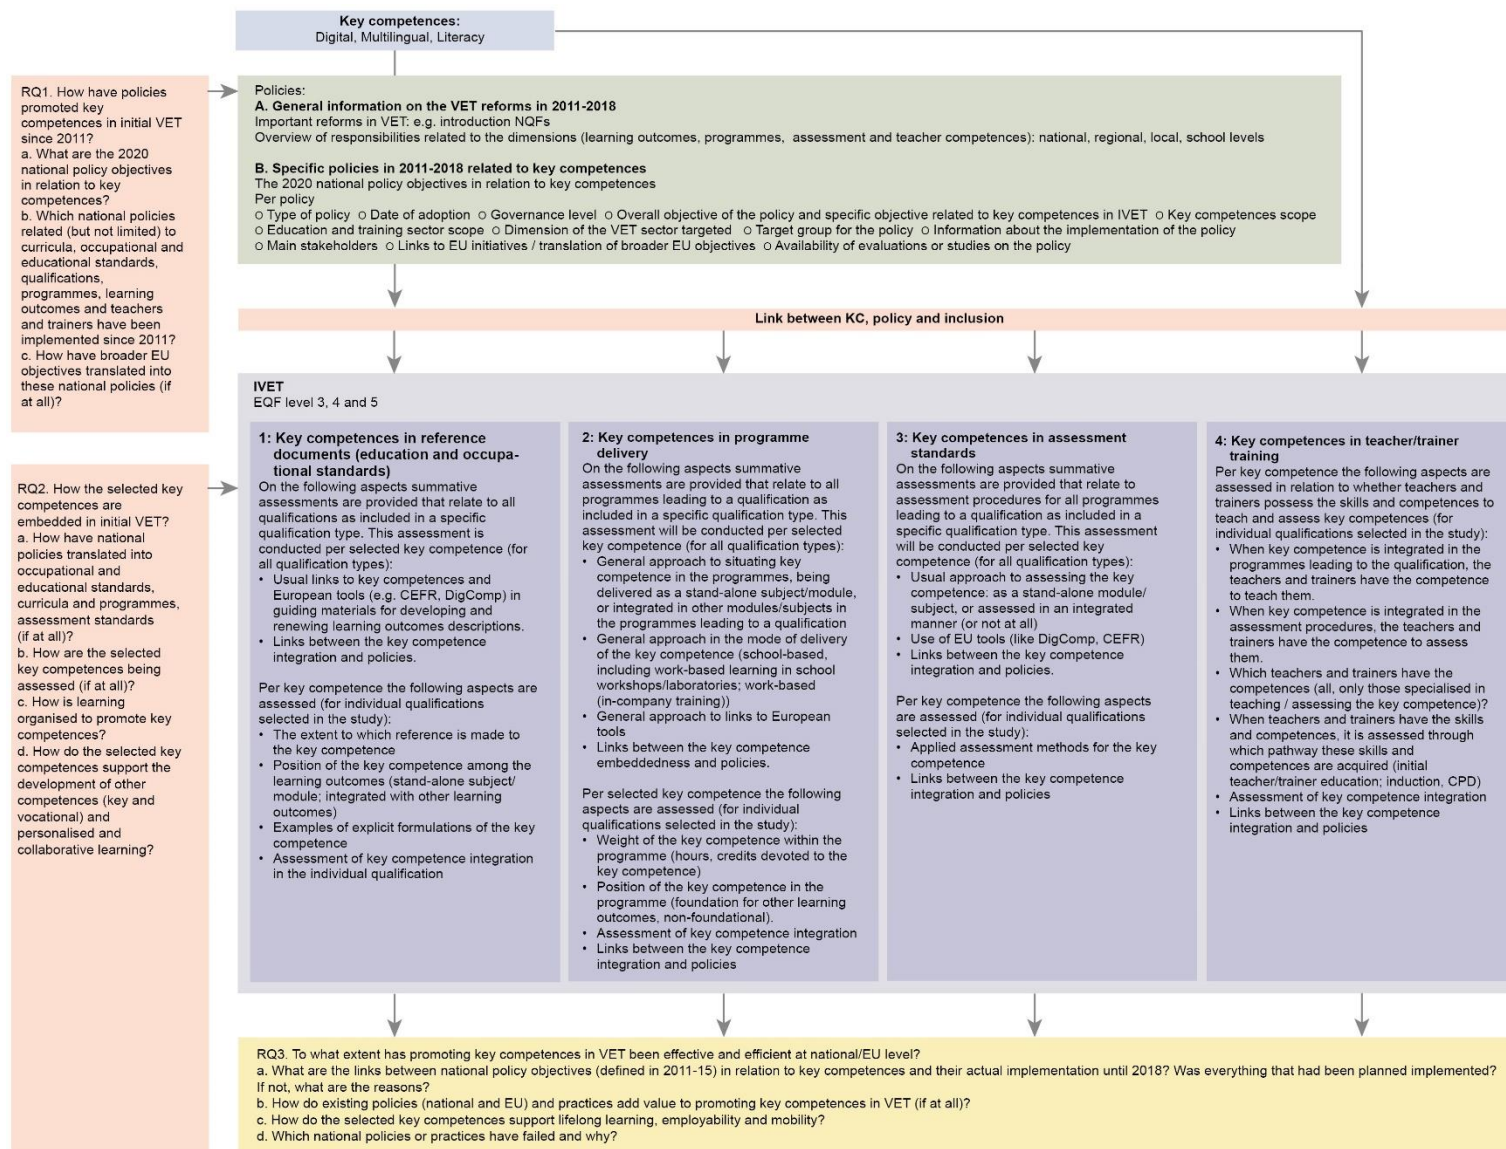 Key competences:
Digital, Multilingual, Literacy
RQ1. How have policies
promoted key
competences in initial VET
since 2011?
a. What are the 2020
national policy objectives
in relation to key
competences?
b. Which national policies
related (but not limited) to
curricula, occupational and
educational standards,
qualifications,
programmes, learning
outcomes and teachers
and trainers have been
implemented since 2011?
c. How have broader EU
objectives translated into
these national policies (if
at all)?
Policies:
A. General information on the VET reforms in 2011-2018
Important reforms in VET: e.g. introduction NQFs
Overview of responsibilities related to the dimensions (learning outcomes, programmes, assessment and teacher competences): national, regional, local, school levels
B. Specific policies in 2011-2018 related to key competences
The 2020 national policy objectives in relation to key competences
Per policy
o Type of policy o Date of adoption o Governance level o Overall objective of the policy and specific objective related to key competences in IVET o Key competences scope
o Education and training sector scope o Dimension of the VET sector targeted o Target group for the policy o Information about the implementation of the policy
o Main stakeholders o Links to EU initiatives / translation of broader EU objectives o Availability of evaluations or studies on the policy
Link between KC, policy and inclusion
RQ2. How the selected key
competences are
embedded in initial VET?
a. How have national
policies translated into
occupational and
educational standards,
curricula and programmes,
assessment standards
(if at all)?
b. How are the selected
key competences being
assessed (if at all)?
c. How is learning
organised to promote key
competences?
d. How do the selected key
competences support the
development of other
competences (key and
vocational) and
personalised and
collaborative learning?
IVET
EQF level 3, 4 and 5
1: Key competences in reference
documents (education and occupa-
tional standards)
On the following aspects summative
assessments are provided that relate to all
qualifications as included in a specific
qualification type. This assessment is
conducted per selected key competence (for
all qualification types):
• Usual links to key competences and
European tools (e.g. CEFR, DigComp) in
guiding materials for developing and
renewing learning outcomes descriptions.
• Links between the key competence
integration and policies.
Per key competence the following aspects are
assessed (for individual qualifications
selected in the study):
• The extent to which reference is made to
the key competence
• Position of the key competence among the
learning outcomes (stand-alone subject/
module; integrated with other learning
outcomes)
• Examples of explicit formulations of the key
competence
• Assessment of key competence integration
in the individual qualification
2: Key competences in programme
delivery
On the following aspects summative
assessments are provided that relate to all
programmes leading to a qualification as
included in a specific qualification type. This
assessment will be conducted per selected
key competence (for all qualification types):
• General approach to situating key
competence in the programmes, being
delivered as a stand-alone subject/module,
or integrated in other modules/subjects in
the programmes leading to a qualification
• General approach in the mode of delivery
of the key competence (school-based,
including work-based learning in school
workshops/laboratories; work-based
(in-company training))
• General approach to links to European
tools
• Links between the key competence
embeddedness and policies.
Per selected key competence the following
aspects are assessed (for individual
qualifications selected in the study):
• Weight of the key competence within the
programme (hours, credits devoted to the
key competence)
• Position of the key competence in the
programme (foundation for other learning
outcomes, non-foundational).
• Assessment of key competence integration
• Links between the key competence
integration and policies
3: Key competences in assessment
standards
On the following aspects summative
assessments are provided that relate to
assessment procedures for all programmes
leading to a qualification as included in a
specific qualification type. This assessment
will be conducted per selected key
competence (for all qualification types):
• Usual approach to assessing the key
competence: as a stand-alone module/
subject, or assessed in an integrated
manner (or not at all)
• Use of EU tools (like DigComp, CEFR)
• Links between the key competence
integration and policies.
Per key competence the following aspects
are assessed (for individual qualifications
selected in the study):
• Applied assessment methods for the key
competence
• Links between the key competence
integration and policies
4: Key competences in teacher/trainer
training
Per key competence the following aspects are
assessed in relation to whether teachers and
trainers possess the skills and competences to
teach and assess key competences (for
individual qualifications selected in the study):
• When key competence is integrated in the
programmes leading to the qualification, the
teachers and trainers have the competence
to teach them.
• When key competence is integrated in the
assessment procedures, the teachers and
trainers have the competence to assess
them.
• Which teachers and trainers have the
competences (all, only those specialised in
teaching / assessing the key competence)?
• When teachers and trainers have the skills
and competences, it is assessed through
which pathway these skills and
competences are acquired (initial
teacher/trainer education; induction, CPD)
• Assessment of key competence integration
• Links between the key competence
integration and policies
RQ3. To what extent has promoting key competences in VET been effective and efficient at national/EU level?
a. What are the links between national policy objectives (defined in 2011-15) in relation to key competences and their actual implementation until 2018? Was everything that had been planned implemented?
If not, what are the reasons?
b. How do existing policies (national and EU) and practices add value to promoting key competences in VET (if at all)?
c. How do the selected key competences support lifelong learning, employability and mobility?
d. Which national policies or practices have failed and why?